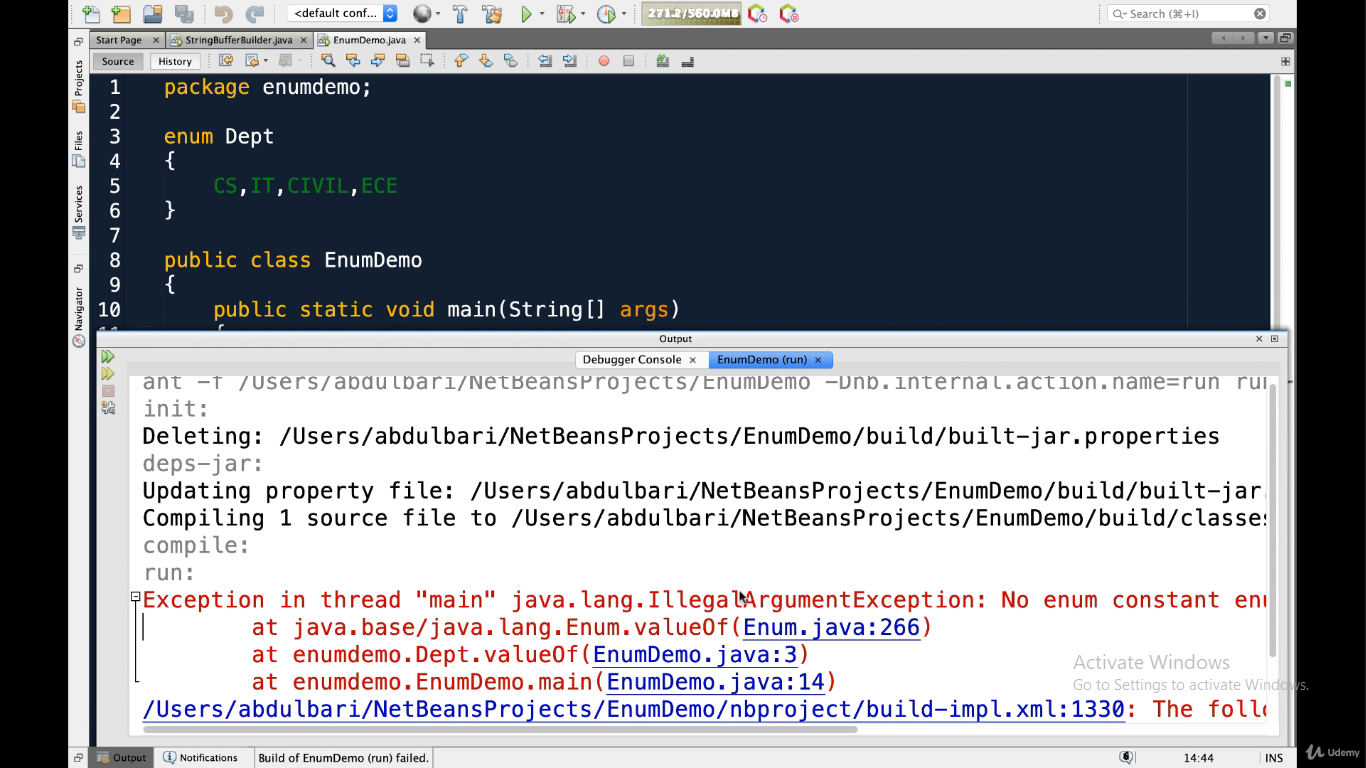 <default conf...
271.2/560.0MB
Search (⌘+I)
Start Page
StringBufferBuilder.java
EnumDemo.java
Source
History
Projects
Files
Services
Navigator
1 package enumdemo;
2
3 enum Dept
4 {
5 CS,IT,CIVIL,ECE
6 }
7
8 public class EnumDemo
9 {
10 public static void main(String[] args)
11 {
Output
Debugger Console
EnumDemo (run)
ant -f /Users/abdulbari/NetBeansProjects/EnumDemo -Dnb.internal.action.name=run
init:
Deleting: /Users/abdulbari/NetBeansProjects/EnumDemo/build/built-jar.properties
deps-jar:
Updating property file: /Users/abdulbari/NetBeansProjects/EnumDemo/build/built-jar.
Compiling 1 source file to /Users/abdulbari/NetBeansProjects/EnumDemo/build/classes
compile:
run:
Exception in thread "main" java.lang.IllegalArgumentException: No enum constant
at java.base/java.lang.Enum.valueOf(Enum.java:266)
at enumdemo.Dept.valueOf(EnumDemo.java:3)
at enumdemo.EnumDemo.main(EnumDemo.java:14)
/Users/abdulbari/NetBeansProjects/EnumDemo/nbproject/build-impl.xml:1330: The
Activate Windows
Go to Settings to activate Windows.
Output
Notifications
Build of EnumDemo (run) failed.
6
14:44
INS
Udemy